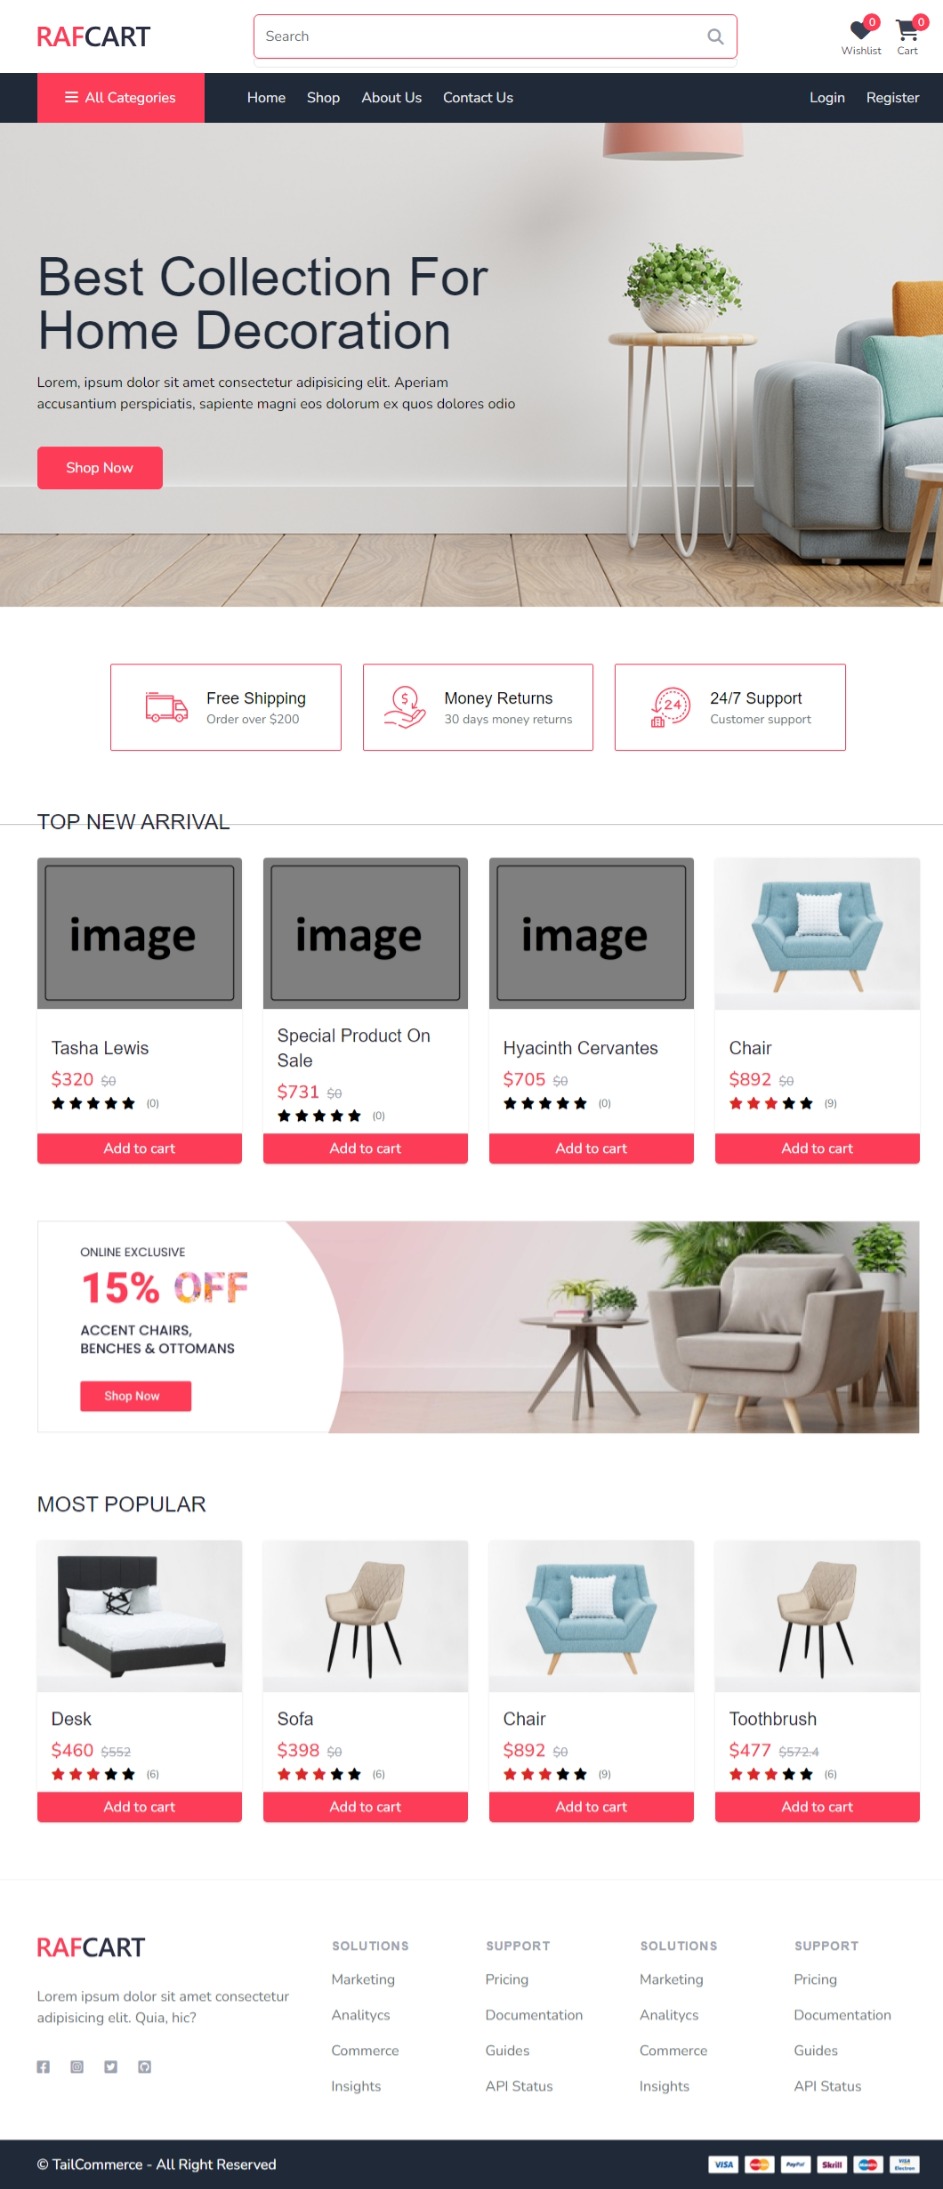 RAFCART
Search
0
0
Wishlist
Cart
All Categories
Home
Shop
About Us
Contact Us
Login
Register
Best Collection For
Home Decoration
Lorem, ipsum dolor sit amet consectetur adipisicing elit. Aperiam
accusantium perspiciatis, sapiente magni eos dolorum ex quos dolores odio
Shop Now
Free Shipping
Order over $200
$
Money Returns
30 days money returns
24
24/7 Support
Customer support
TOP NEW ARRIVAL
image
Tasha Lewis
$320 $0
(0)
Add to cart
image
Special Product On
Sale
$731 $0
(0)
Add to cart
image
Hyacinth Cervantes
$705 $0
(0)
Add to cart
Chair
$892 $0
(9)
Add to cart
ONLINE EXCLUSIVE
15% OFF
ACCENT CHAIRS,
BENCHES & OTTOMANS
Shop Now
MOST POPULAR
Desk
$460 $552
(6)
Add to cart
Sofa
$398 $0
(6)
Add to cart
Chair
$892 $0
(9)
Add to cart
Toothbrush
$477 $572.4
(6)
Add to cart
RAFCART
Lorem ipsum dolor sit amet consectetur
adipisicing elit. Quia, hic?
SOLUTIONS
Marketing
Analitycs
Commerce
Insights
SUPPORT
Pricing
Documentation
Guides
API Status
SOLUTIONS
Marketing
Analitycs
Commerce
Insights
SUPPORT
Pricing
Documentation
Guides
API Status
© TailCommerce - All Right Reserved
VISA
PayPal
Skrill
VISA
Electron